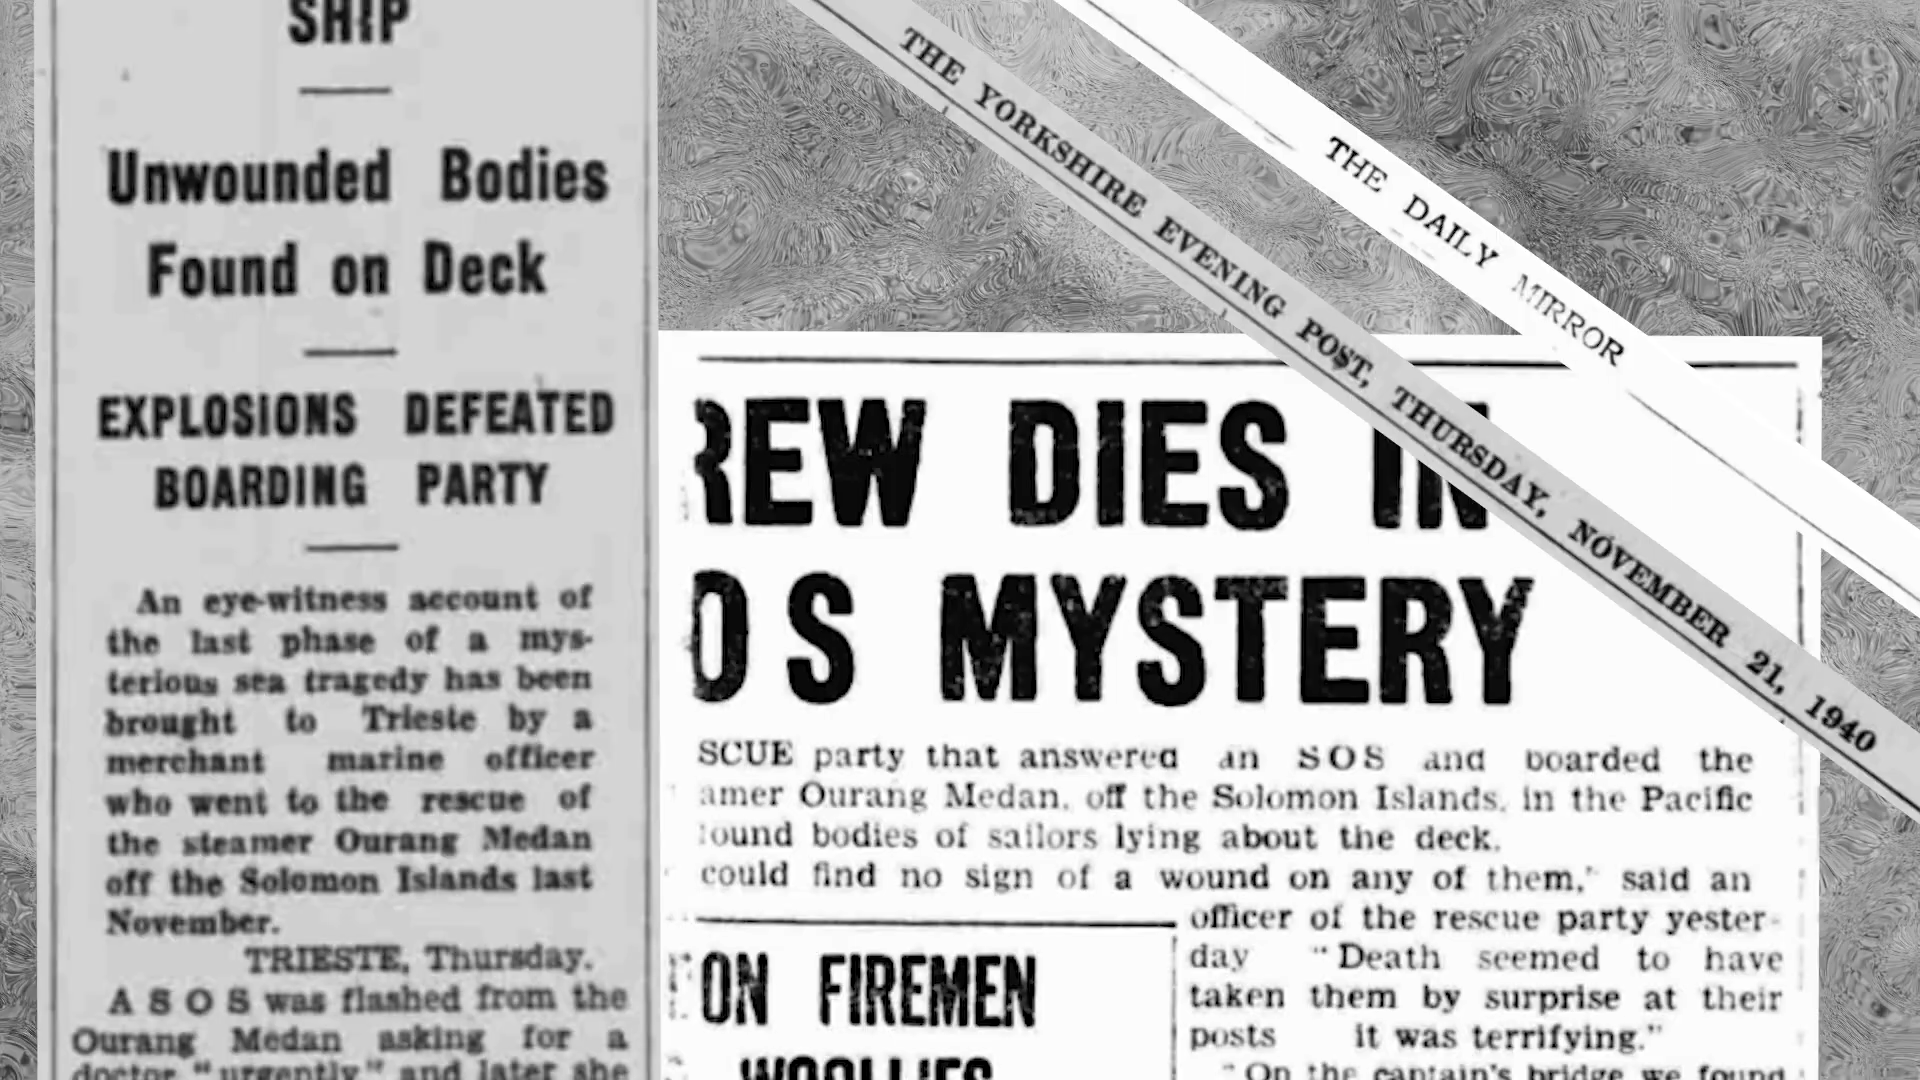 SHIP
Unwounded Bodies
Found on Deck
EXPLOSIONS DEFEATED
BOARDING PARTY
An eye-witness account of
the last phase of a mys-
terious sea tragedy has been
brought to Trieste by a
merchant marine officer
who went to the rescue of
the steamer Ourang Medan
off the Solomon Islands last
November.
TRIESTE, Thursday.
A S O S was flashed from the
Ourang Medan asking for a
doctor "urgently" and later she
THE YORKSHIRE EVENING POST, THURSDAY, NOVEMBER 21, 1940
THE DAILY MIRROR
REW DIES IN
O S MYSTERY
SCUE party that answered an S O S and boarded the
amer Ourang Medan, off the Solomon Islands, in the Pacific
found bodies of sailors lying about the deck.
could find no sign of a wound on any of them," said an
officer of the rescue party yester-
day "Death seemed to have
taken them by surprise at their
posts it was terrifying."
"On the captain's bridge we found
ON FIREMEN
WOOLLIES